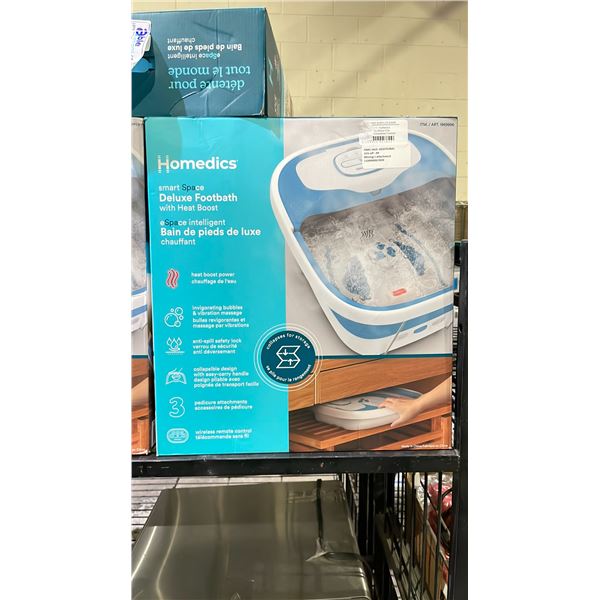 détente pour
tout le monde
Bain de pieds de luxe
eSpace intelligent
chauffant
ITM. / ART. 1969996
Homedics
smart Space
Deluxe Footbath
with Heat Boost
eSpace intelligent
Bain de pieds de luxe
chauffant
heat boost power
chauffage de l'eau
invigorating bubbles
& vibration massage
bulles revigorantes et
massage par vibrations
anti-spill safety lock
verrou de sécurité
anti déversement
collapsible design
with easy-carry handle
design pliable avec
poignée de transport facile
3
pedicure attachments
accessoires de pédicure
wireless remote control
télécommande sans fil
collapses for storage
se plie pour le rangement